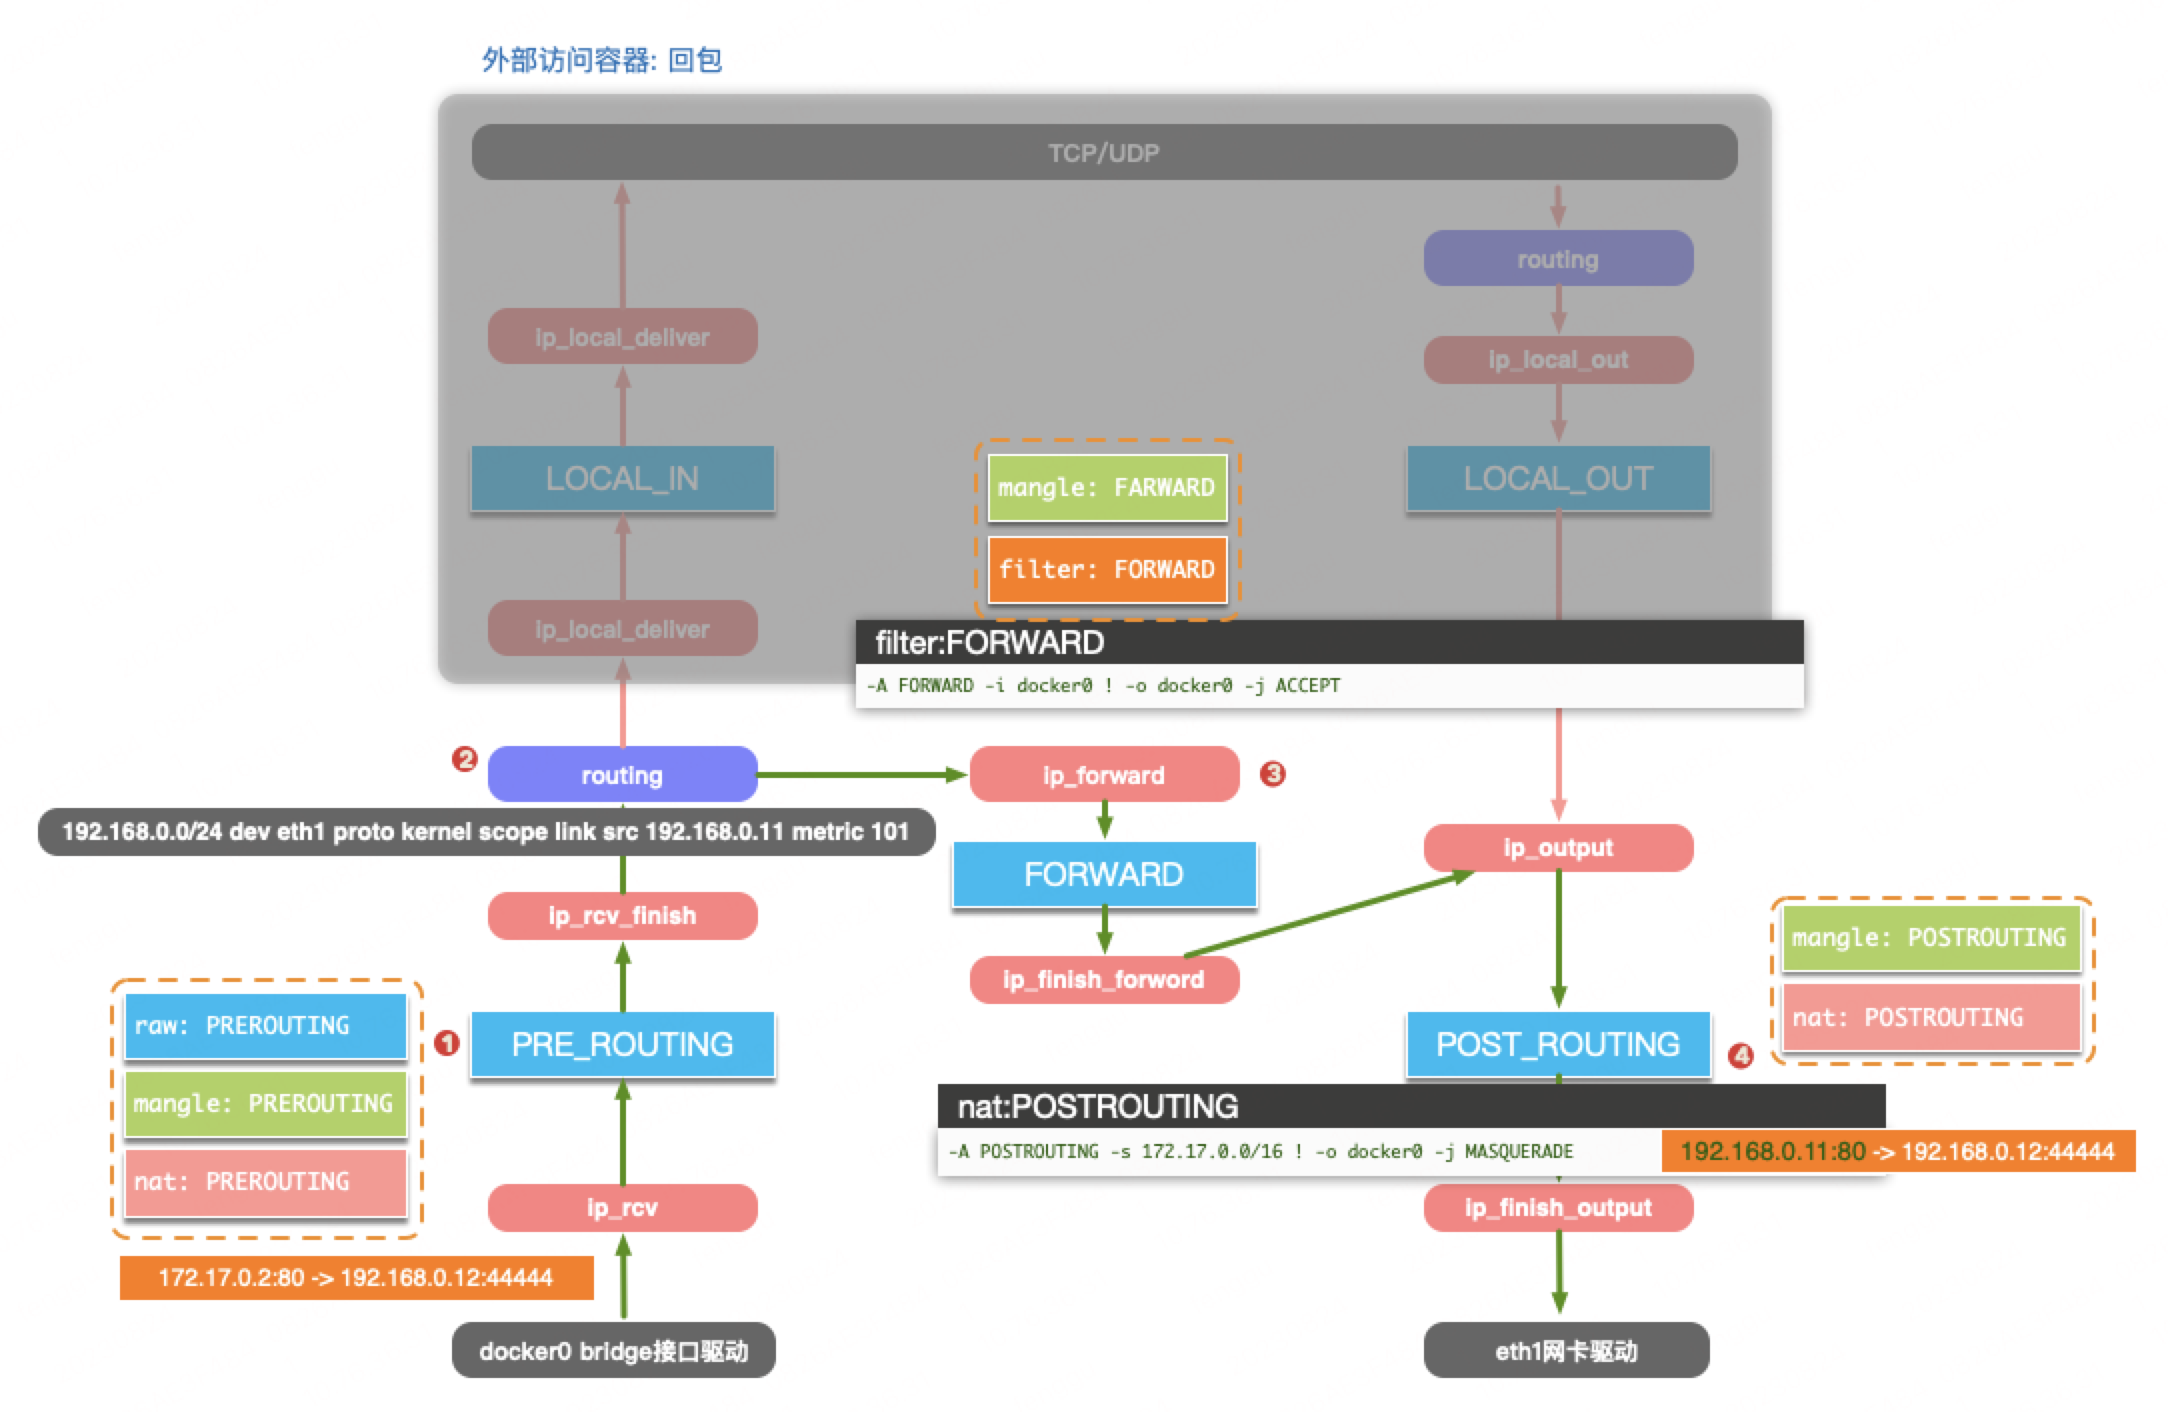 外部访问容器: 回包
TCP/UDP
routing
ip_local_deliver
ip_local_out
LOCAL_IN
mangle: FARWARD
LOCAL_OUT
filter: FORWARD
ip_local_deliver
filter:FORWARD
-A FORWARD -i docker0 ! -o docker0 -j ACCEPT
2
routing
ip_forward
3
192.168.0.0/24 dev eth1 proto kernel scope link src 192.168.0.11 metric 101
ip_output
FORWARD
ip_rcv_finish
mangle: POSTROUTING
ip_finish_forword
raw: PREROUTING
nat: POSTROUTING
1
PRE_ROUTING
POST_ROUTING
4
mangle: PREROUTING
nat:POSTROUTING
-A POSTROUTING -s 172.17.0.0/16 ! -o docker0 -j MASQUERADE
192.168.0.11:80 -> 192.168.0.12:44444
nat: PREROUTING
ip_rcv
ip_finish_output
172.17.0.2:80 -> 192.168.0.12:44444
docker0 bridge接口驱动
eth1网卡驱动